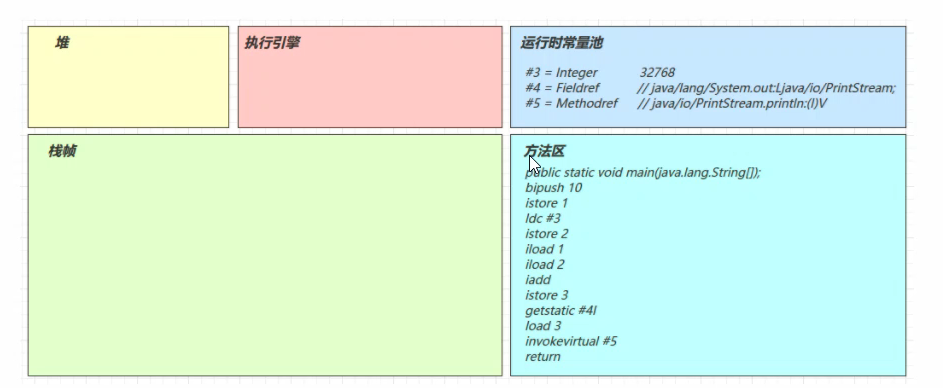 堆
执行引擎
运行时常量池
#3 = Integer 32768
#4 = Fieldref // java/lang/System.out:Ljava/io/PrintStream;
#5 = Methodref // java/io/PrintStream.println:(I)V
栈帧
方法区
public static void main(java.lang.String[]);
bipush 10
istore 1
ldc #3
istore 2
iload 1
iload 2
iadd
istore 3
getstatic #4I
load 3
invokevirtual #5
return